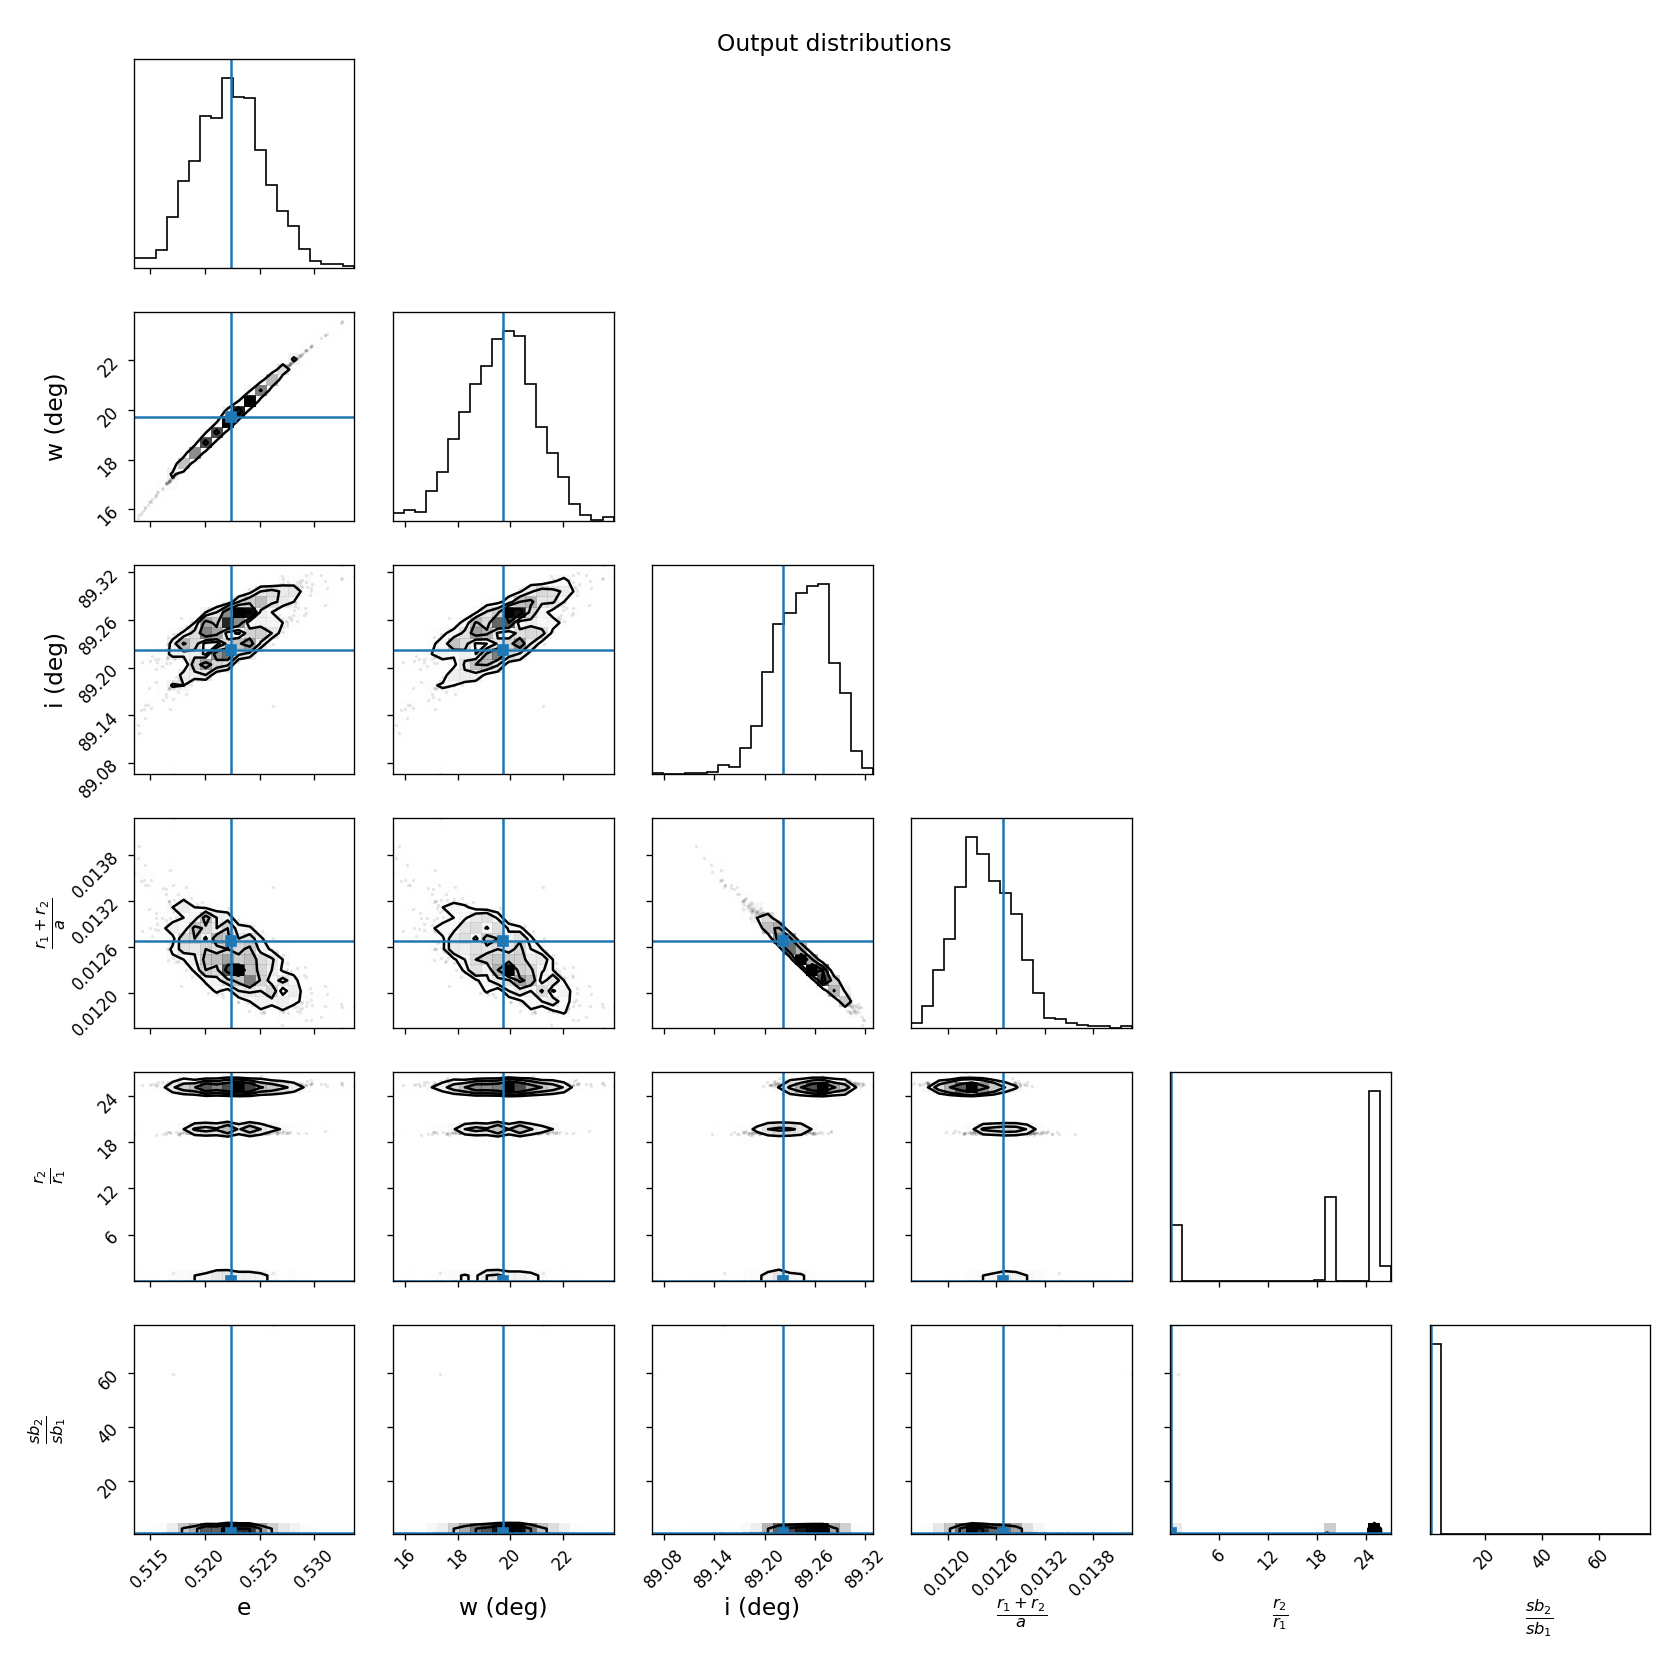 Output distributions
w (deg)
22
20
18
16
i (deg)
89.32
89.26
89.20
89.14
89.08
r₁ + r₂
a
0.0138
0.0132
0.0126
0.0120
r₂
r₁
24
18
12
6
sb₂
sb₁
60
40
20
0.515 0.520 0.525 0.530 16 18 20 22 89.08 89.14 89.20 89.26 89.32 0.0120 0.0126 0.0132 0.0138 6 12 18 24 20 40 60
e w (deg) i (deg)
r₁ + r₂
a
r₂
r₁
sb₂
sb₁